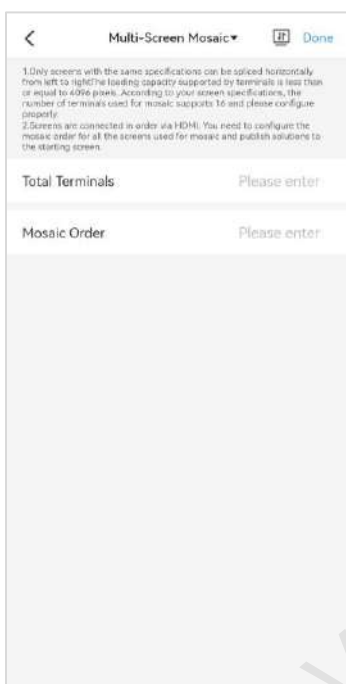 Multi-Screen Mosaic▼ Done
1.Only screens with the same specifications can be spliced horizontally
from left to right(The loading capacity supported by terminals is less than
or equal to 4096 pixels. According to your screen specifications, the
number of terminals used for mosaic supports 16 and please configure
properly.
2.Screens are connected in order via HDMI. You need to configure the
mosaic order for all the screens used for mosaic and publish solutions to
the starting screen.
Total Terminals Please enter
Mosaic Order Please enter